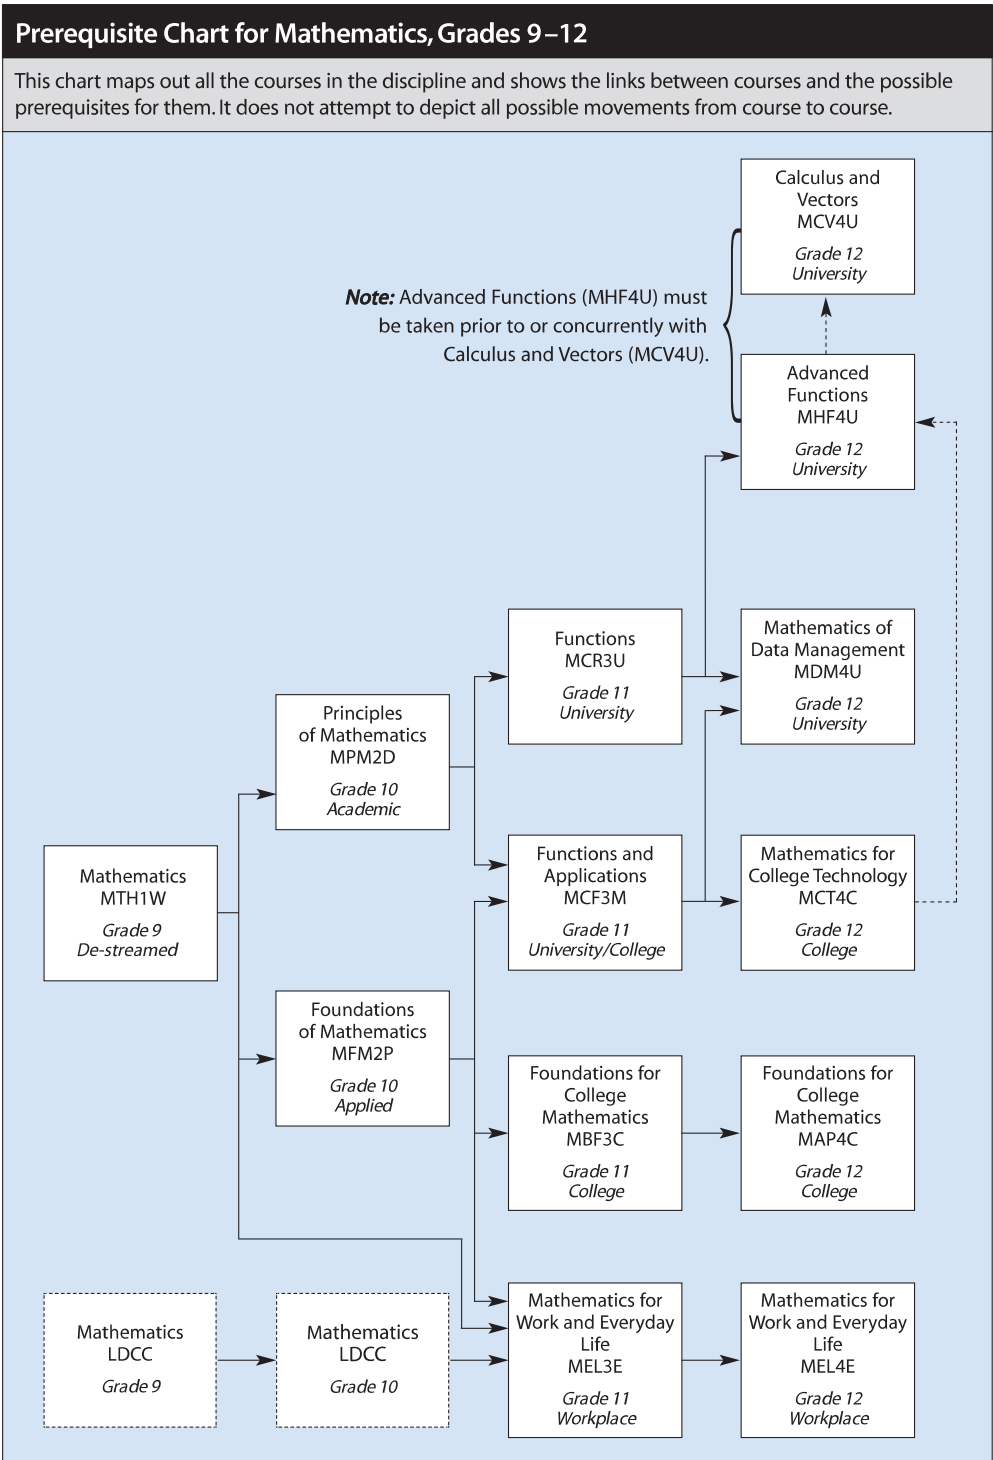 Prerequisite Chart for Mathematics, Grades 9–12
This chart maps out all the courses in the discipline and shows the links between courses and the possible
prerequisites for them. It does not attempt to depict all possible movements from course to course.
Calculus and
Vectors
MCV4U
Grade 12
University
Note: Advanced Functions (MHF4U) must
be taken prior to or concurrently with
Calculus and Vectors (MCV4U).
Advanced
Functions
MHF4U
Grade 12
University
Functions
MCR3U
Grade 11
University
Mathematics of
Data Management
MDM4U
Grade 12
University
Principles
of Mathematics
MPM2D
Grade 10
Academic
Mathematics
MTH1W
Grade 9
De-streamed
Functions and
Applications
MCF3M
Grade 11
University/College
Mathematics for
College Technology
MCT4C
Grade 12
College
Foundations
of Mathematics
MFM2P
Grade 10
Applied
Foundations for
College
Mathematics
MBF3C
Grade 11
College
Foundations for
College
Mathematics
MAP4C
Grade 12
College
Mathematics
LDCC
Grade 9
Mathematics
LDCC
Grade 10
Mathematics for
Work and Everyday
Life
MEL3E
Grade 11
Workplace
Mathematics for
Work and Everyday
Life
MEL4E
Grade 12
Workplace